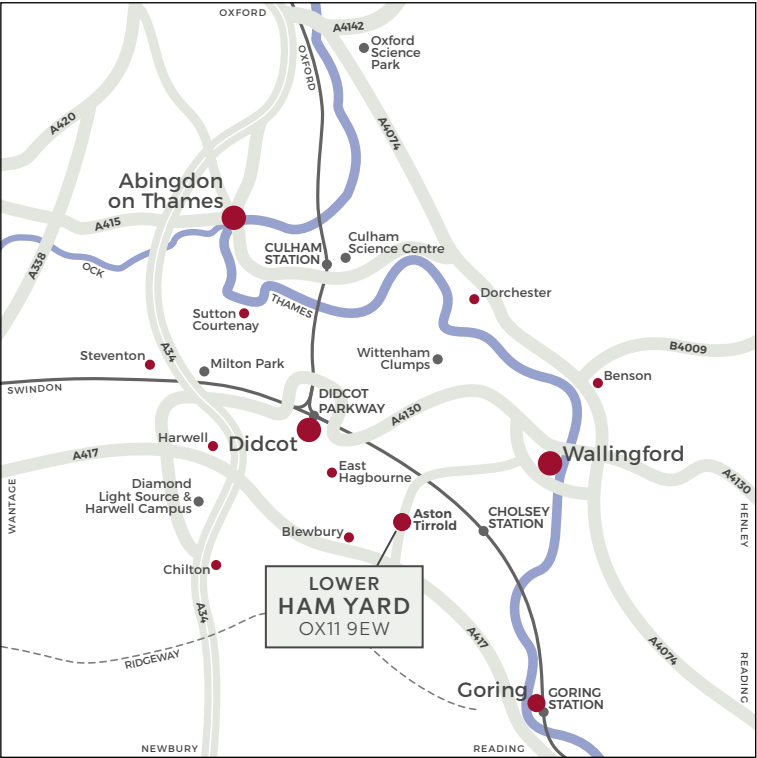 OXFORD
A4142
Oxford
Science
Park
OXFORD
A420
A4074
Abingdon
on Thames
A415
CULHAM
STATION
Culham
Science Centre
A338
OCK
THAMES
Dorchester
Sutton
Courtenay
A34
Steventon
Milton Park
Wittenham
Clumps
B4009
Benson
SWINDON
DIDCOT
PARKWAY
A4130
Harwell
Didcot
Wallingford
A417
East
Hagbourne
A4130
WANTAGE
Diamond
Light Source &
Harwell Campus
Aston
Tirrold
CHOLSEY
STATION
HENLEY
Blewbury
Chilton
LOWER
HAM YARD
OX11 9EW
A34
A417
A4074
RIDGEWAY
READING
Goring
GORING
STATION
NEWBURY
READING